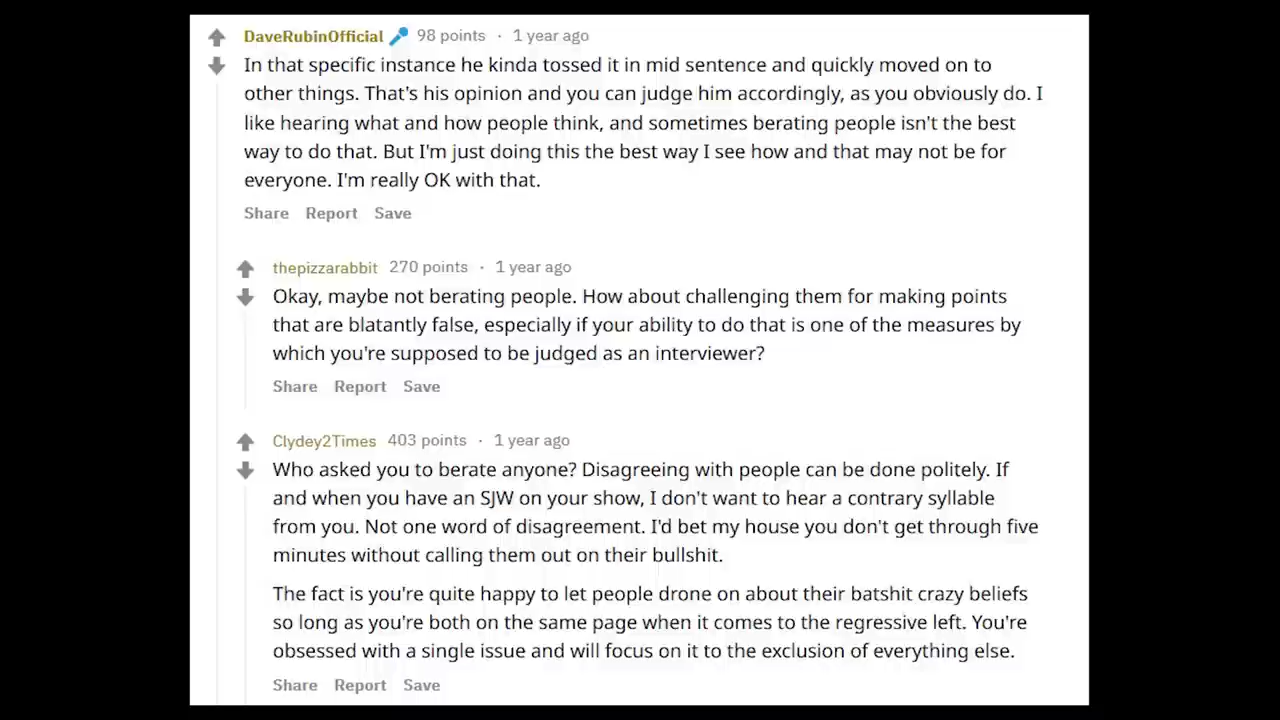 DaveRubinOfficial 98 points · 1 year ago
In that specific instance he kinda tossed it in mid sentence and quickly moved on to
other things. That's his opinion and you can judge him accordingly, as you obviously do. I
like hearing what and how people think, and sometimes berating people isn't the best
way to do that. But I'm just doing this the best way I see how and that may not be for
everyone. I'm really OK with that.
Share Report Save
thepizzarabbit 270 points · 1 year ago
Okay, maybe not berating people. How about challenging them for making points
that are blatantly false, especially if your ability to do that is one of the measures by
which you're supposed to be judged as an interviewer?
Share Report Save
Clydey2Times 403 points · 1 year ago
Who asked you to berate anyone? Disagreeing with people can be done politely. If
and when you have an SJW on your show, I don't want to hear a contrary syllable
from you. Not one word of disagreement. I'd bet my house you don't get through five
minutes without calling them out on their bullshit.
The fact is you're quite happy to let people drone on about their batshit crazy beliefs
so long as you're both on the same page when it comes to the regressive left. You're
obsessed with a single issue and will focus on it to the exclusion of everything else.
Share Report Save